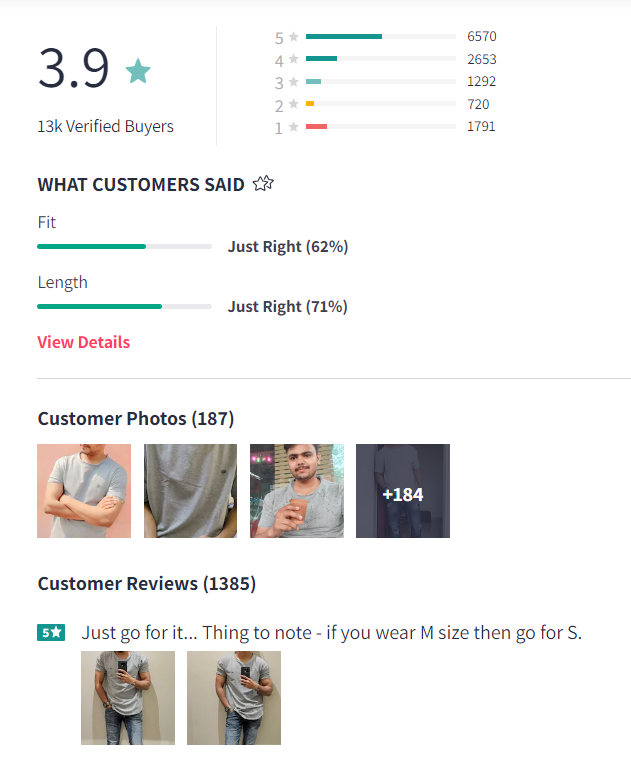 3.9
13k Verified Buyers
5 6570
4 2653
3 1292
2 720
1 1791
WHAT CUSTOMERS SAID
Fit
Just Right (62%)
Length
Just Right (71%)
View Details
Customer Photos (187)
+184
Customer Reviews (1385)
5 Just go for it... Thing to note - if you wear M size then go for S.